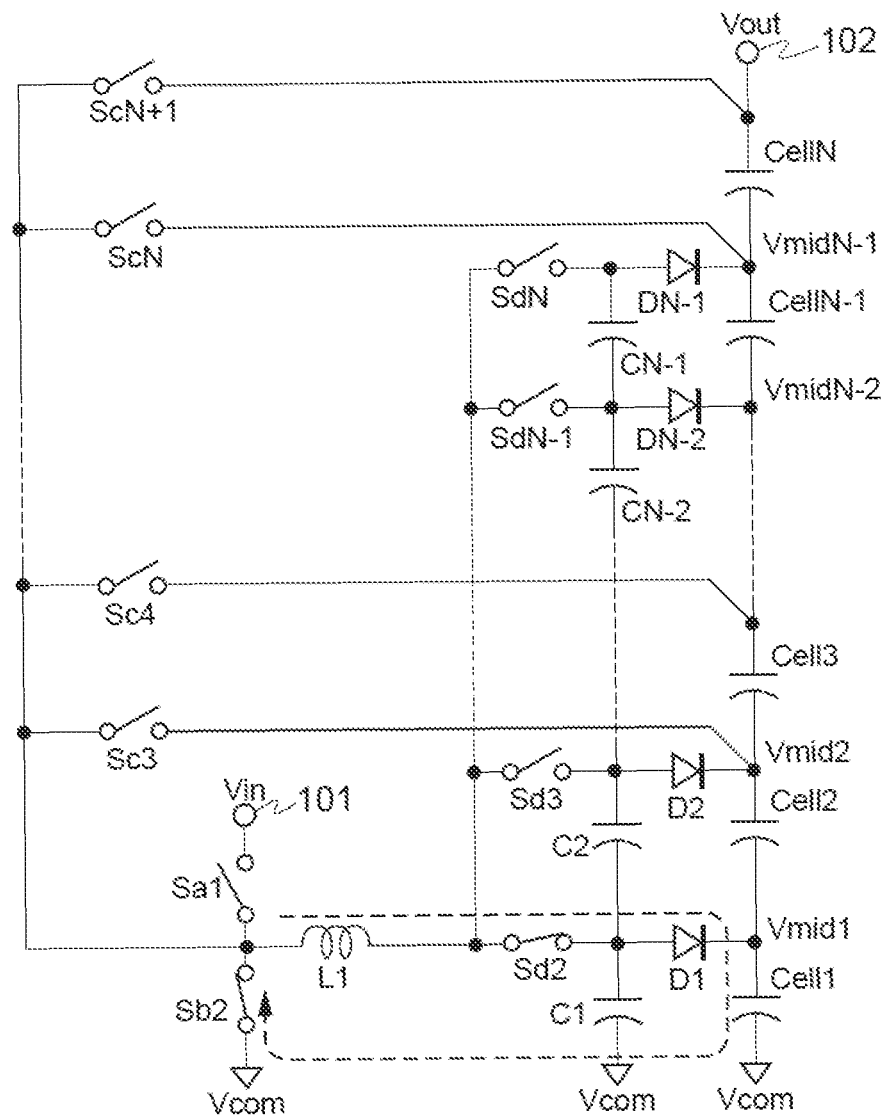 Vout
102
ScN+1
CellN
ScN
VmidN-1
SdN
DN-1
CellN-1
CN-1
VmidN-2
SdN-1
DN-2
CN-2
Sc4
Cell3
Sc3
Vmid2
Vin
101
Sd3
D2
Cell2
C2
Sa1
Vmid1
L1
Sd2
D1
Cell1
Sb2
C1
Vcom
Vcom
Vcom